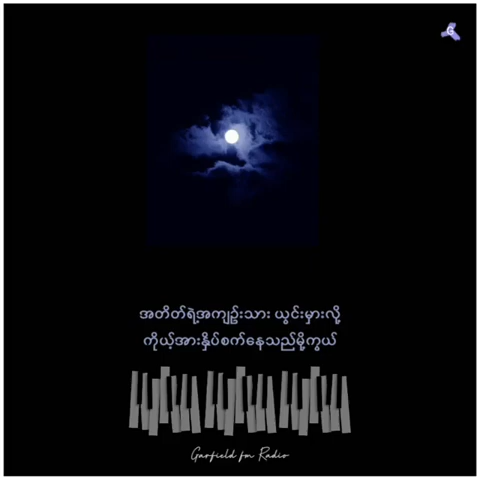 G
အတိတ်ရဲ့အကျဉ်းသား ယွင်းမှားလို့
ကိုယ့်အားနှိပ်စက်နေသည်မို့ကွယ်
Garfield fm Radio